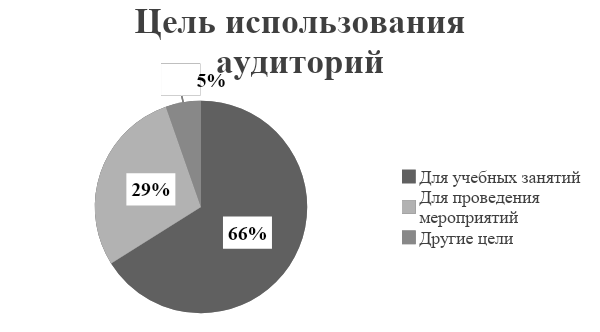 Цель использования
аудиторий
5%
29%
66%
Для учебных занятий
Для проведения
мероприятий
Другие цели